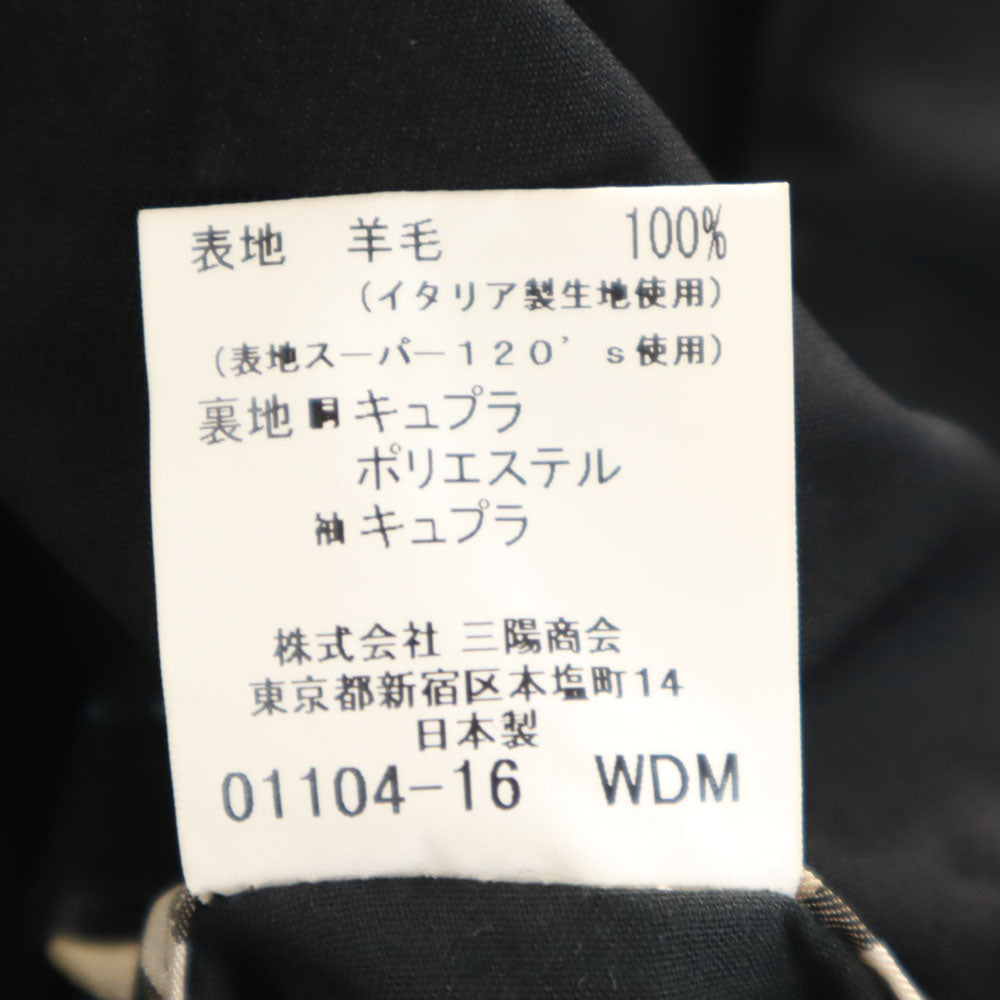 表地 羊毛 100%
(イタリア製生地使用)
(表地スーパー120's使用)
裏地 胴 キュプラ
ポリエステル
袖 キュプラ
株式会社 三陽商会
東京都新宿区本塩町14
日本製
01104-16 WDM